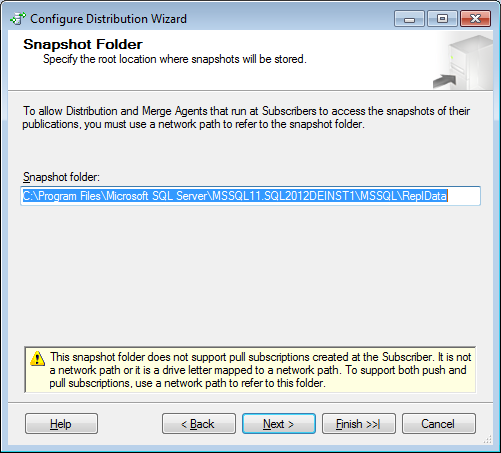 Configure Distribution Wizard
Snapshot Folder
Specify the root location where snapshots will be stored.
To allow Distribution and Merge Agents that run at Subscribers to access the snapshots of their
publications, you must use a network path to refer to the snapshot folder.
Snapshot folder:
C:\Program Files\Microsoft SQL Server\MSSQL11.SQL2012DEINST1\MSSQL\ReplData
This snapshot folder does not support pull subscriptions created at the Subscriber. It is not
a network path or it is a drive letter mapped to a network path. To support both push and
pull subscriptions, use a network path to refer to this folder.
Help
< Back
Next >
Finish >>|
Cancel